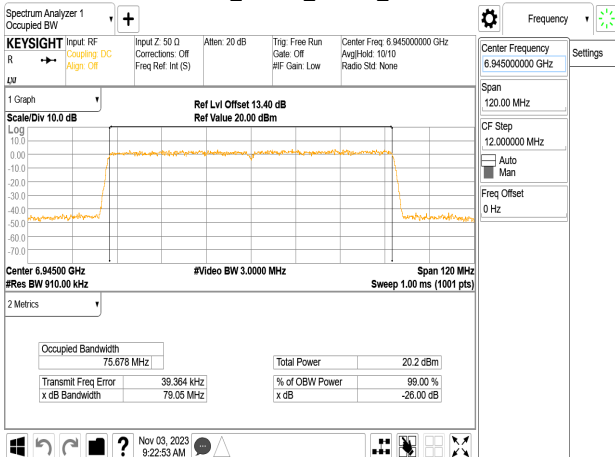 Spectrum Analyzer 1
Occupied BW
KEYSIGHT
R
Input: RF
Coupling: DC
Align: Off
Input Z: 50 Ω
Corrections: Off
Freq Ref: Int (S)
Atten: 20 dB
Trig: Free Run
Gate: Off
#IF Gain: Low
Center Freq: 6.945000000 GHz
Avg|Hold: 10/10
Radio Std: None
1 Graph
Scale/Div 10.0 dB
Ref Lvl Offset 13.40 dB
Ref Value 20.00 dBm
Log
10.0
0.00
-10.0
-20.0
-30.0
-40.0
-50.0
-60.0
-70.0
Center 6.94500 GHz
#Res BW 910.00 kHz
#Video BW 3.0000 MHz
Span 120 MHz
Sweep 1.00 ms (1001 pts)
2 Metrics
Occupied Bandwidth
75.678 MHz
Total Power 20.2 dBm
Transmit Freq Error 39.364 kHz
x dB Bandwidth 79.05 MHz
% of OBW Power 99.00 %
x dB -26.00 dB
?
Nov 03, 2023
9:22:53 AM
Frequency
Center Frequency
6.945000000 GHz
Settings
Span
120.00 MHz
CF Step
12.000000 MHz
Auto
Man
Freq Offset
0 Hz